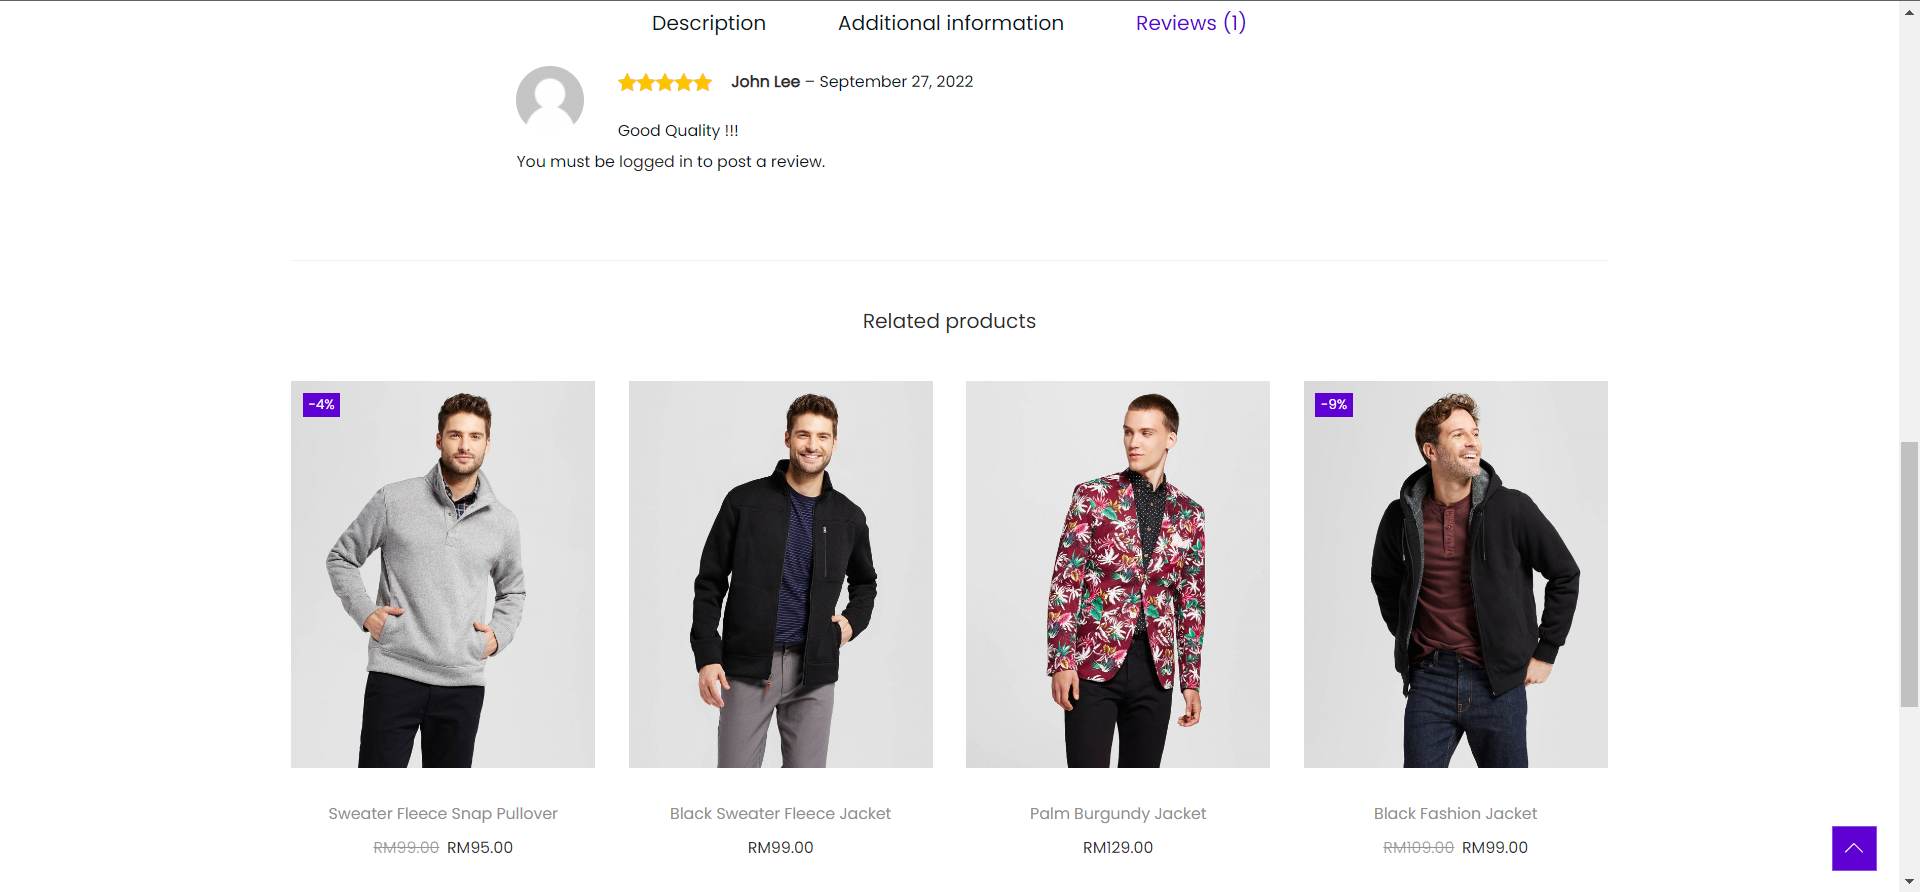 Description Additional information Reviews (1)
John Lee – September 27, 2022
Good Quality !!!
You must be logged in to post a review.
Related products
-4%
-9%
Sweater Fleece Snap Pullover
RM99.00 RM95.00
Black Sweater Fleece Jacket
RM99.00
Palm Burgundy Jacket
RM129.00
Black Fashion Jacket
RM109.00 RM99.00